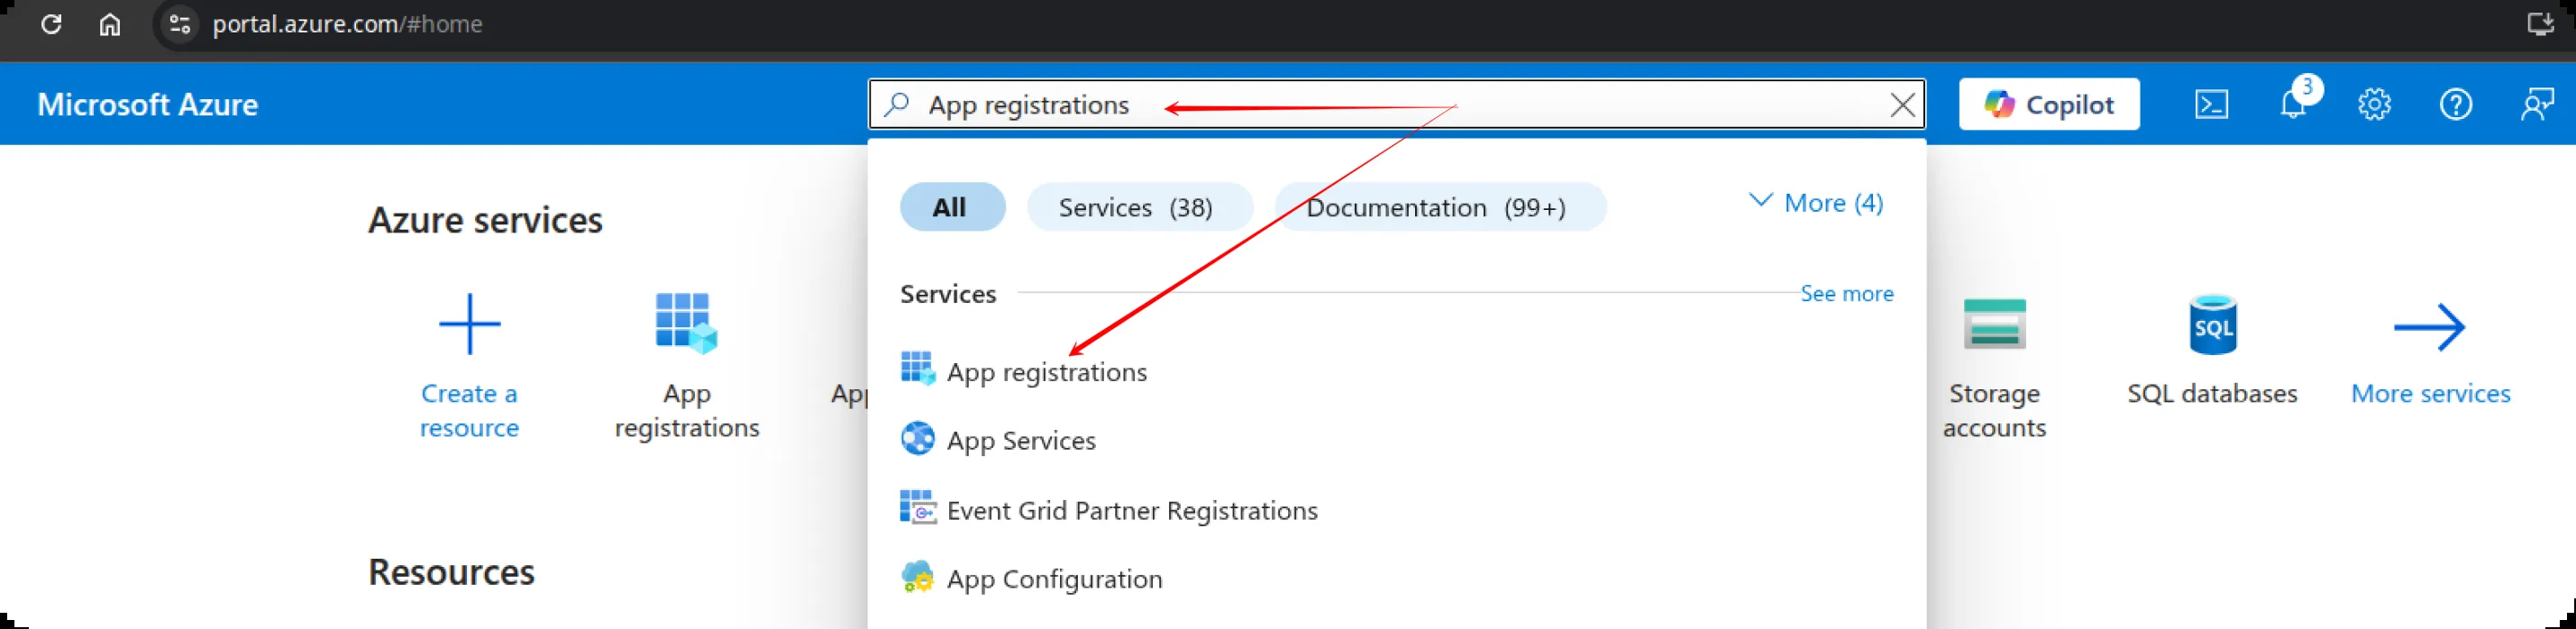 portal.azure.com/#home
Microsoft Azure
App registrations
Copilot
3
All
Services (38)
Documentation (99+)
More (4)
Azure services
Services
See more
Create a
resource
App
registrations
App
App registrations
App Services
Event Grid Partner Registrations
App Configuration
Storage
accounts
SQL
SQL databases
More services
Resources